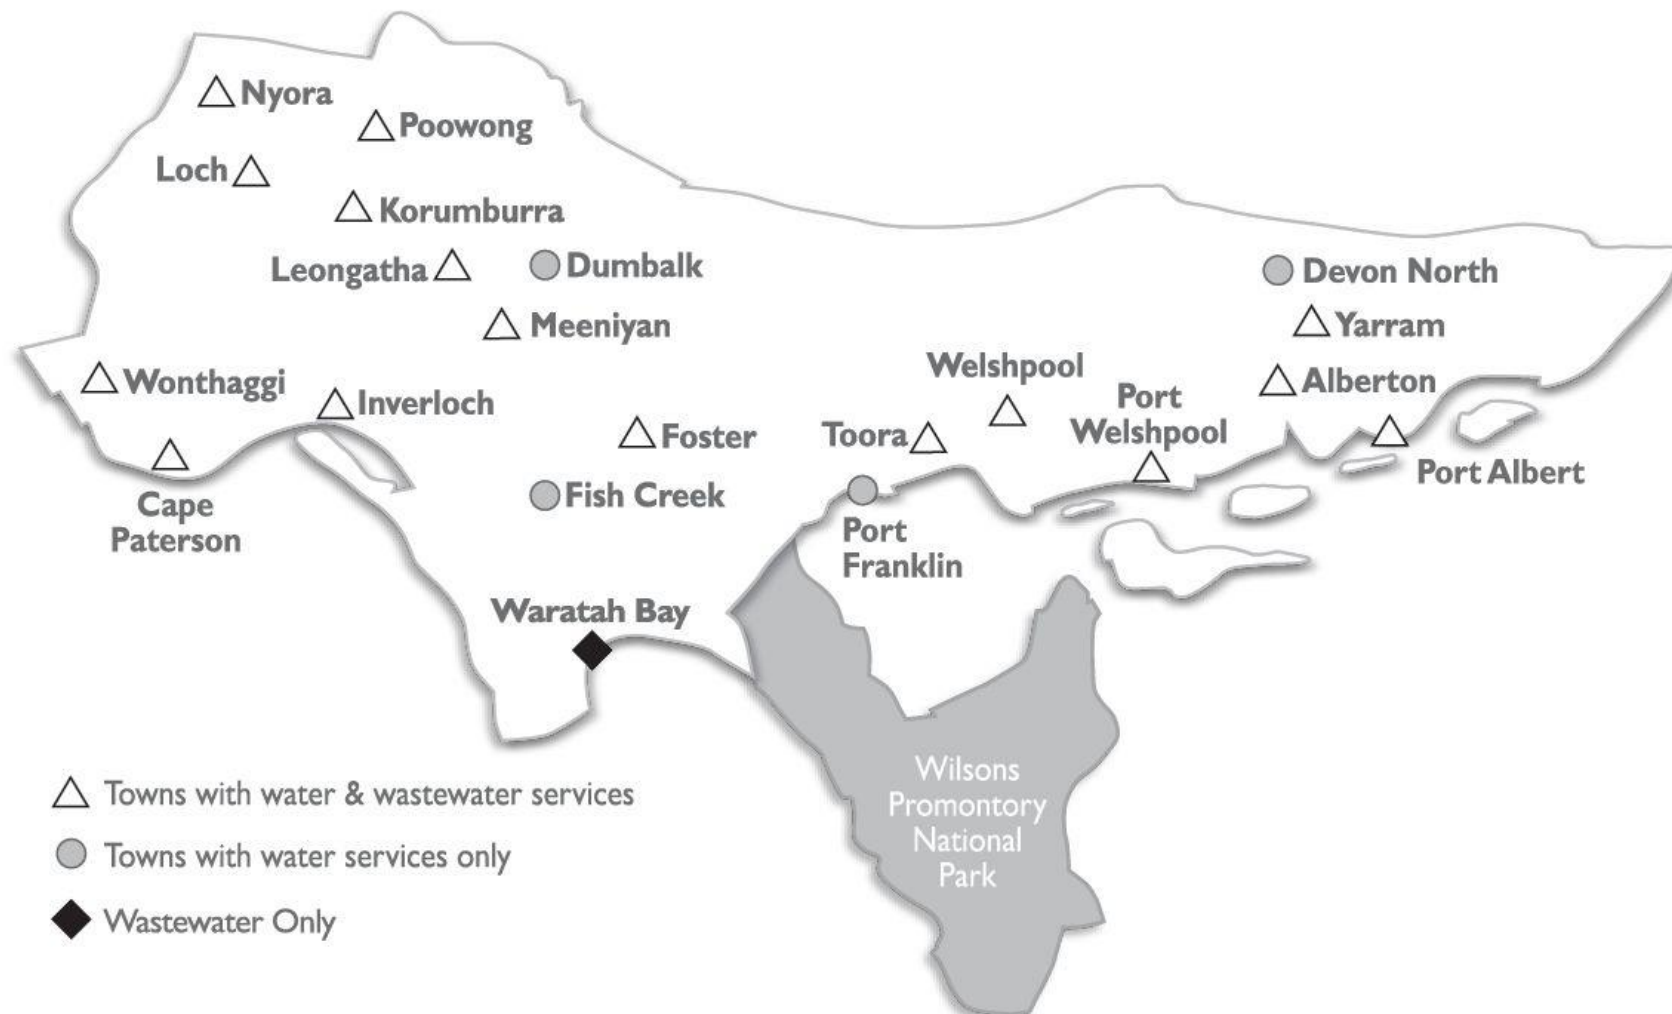 Nyora
Poowong
Loch
Korumburra
Leongatha
Dumbalk
Devon North
Meeniyan
Yarram
Welshpool
Wonthaggi
Alberton
Inverloch
Port
Welshpool
Foster
Toora
Port Albert
Fish Creek
Cape
Paterson
Port
Franklin
Waratah Bay
Wilsons
Promontory
National
Park
Towns with water & wastewater services
Towns with water services only
Wastewater Only